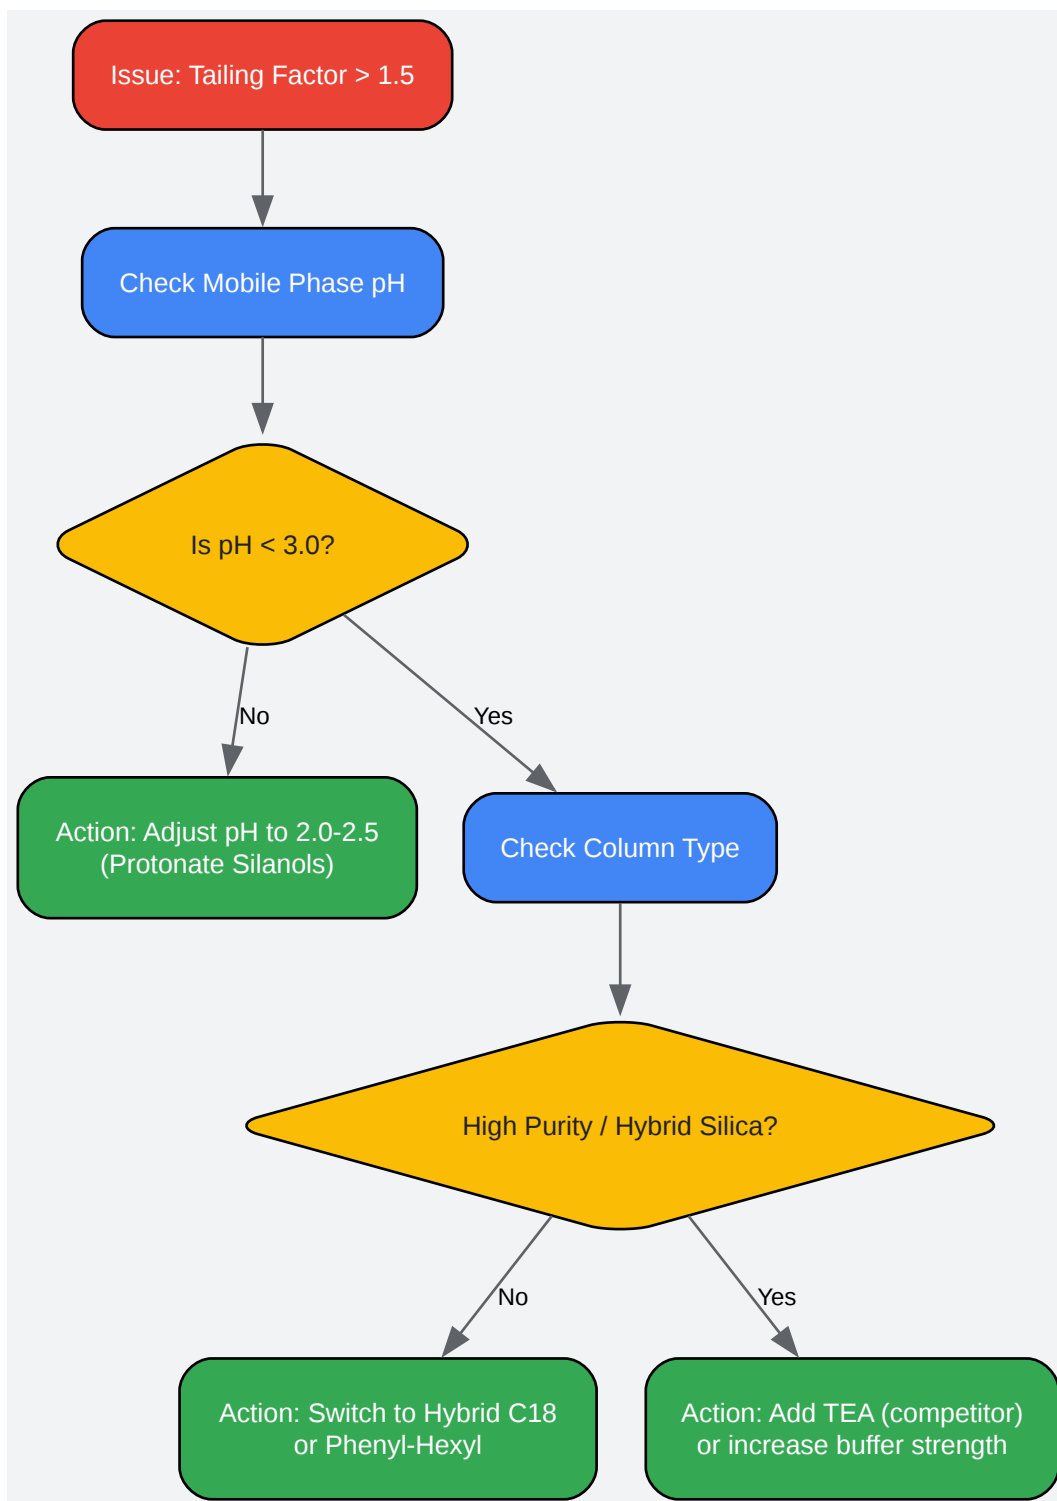 Issue: Tailing Factor > 1.5
Check Mobile Phase pH
Is pH < 3.0?
No
Yes
Action: Adjust pH to 2.0-2.5
(Protonate Silanols)
Check Column Type
High Purity / Hybrid Silica?
No
Yes
Action: Switch to Hybrid C18
or Phenyl-Hexyl
Action: Add TEA (competitor)
or increase buffer strength